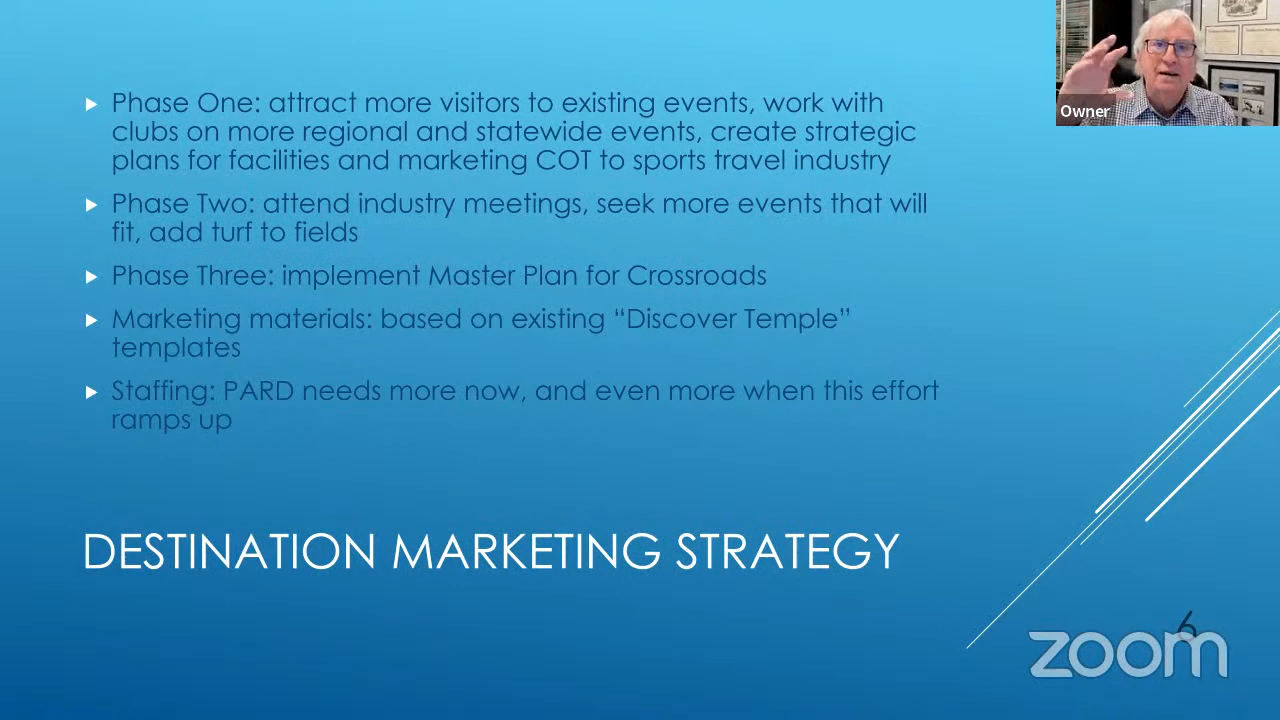 Phase One: attract more visitors to existing events, work with
clubs on more regional and statewide events, create strategic
plans for facilities and marketing COT to sports travel industry
Phase Two: attend industry meetings, seek more events that will
fit, add turf to fields
Phase Three: implement Master Plan for Crossroads
Marketing materials: based on existing “Discover Temple”
templates
Staffing: PARD needs more now, and even more when this effort
ramps up
DESTINATION MARKETING STRATEGY
Owner
6
zoom